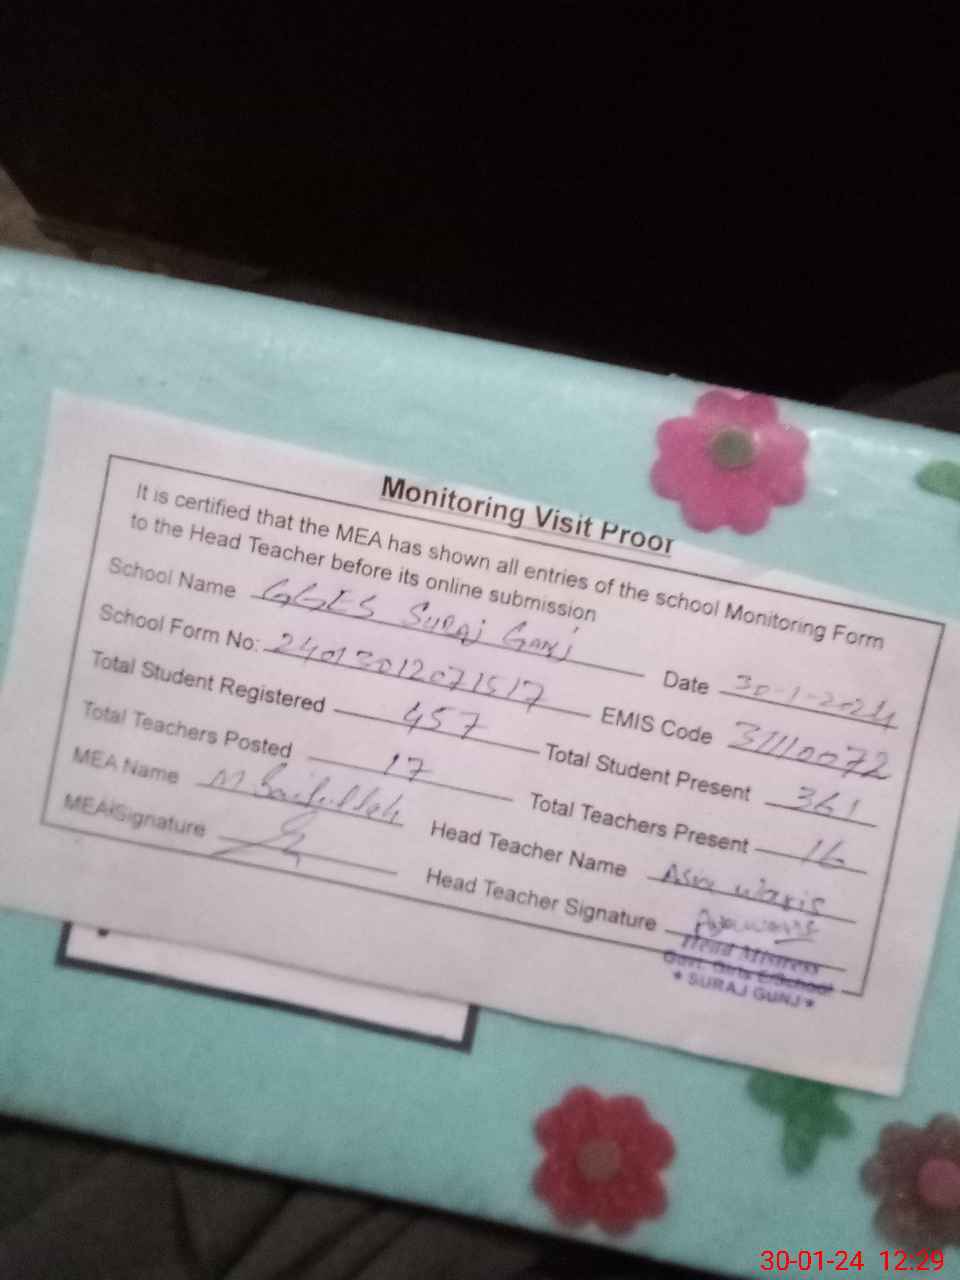 Monitoring Visit Proof
It is certified that the MEA has shown all entries of the school Monitoring Form
to the Head Teacher before its online submission
School Name GGES Suraj Ganj Date 30-1-2024
School Form No: 24013012071517 EMIS Code 31110072
Total Student Registered 457 Total Student Present 361
Total Teachers Posted 17 Total Teachers Present 16
MEA Name M Saifullah Head Teacher Name Asia Waris
MEA Signature Head Teacher Signature
Head Mistress
Govt. Girls E/School
* SURAJ GUNJ *
30-01-24 12:29